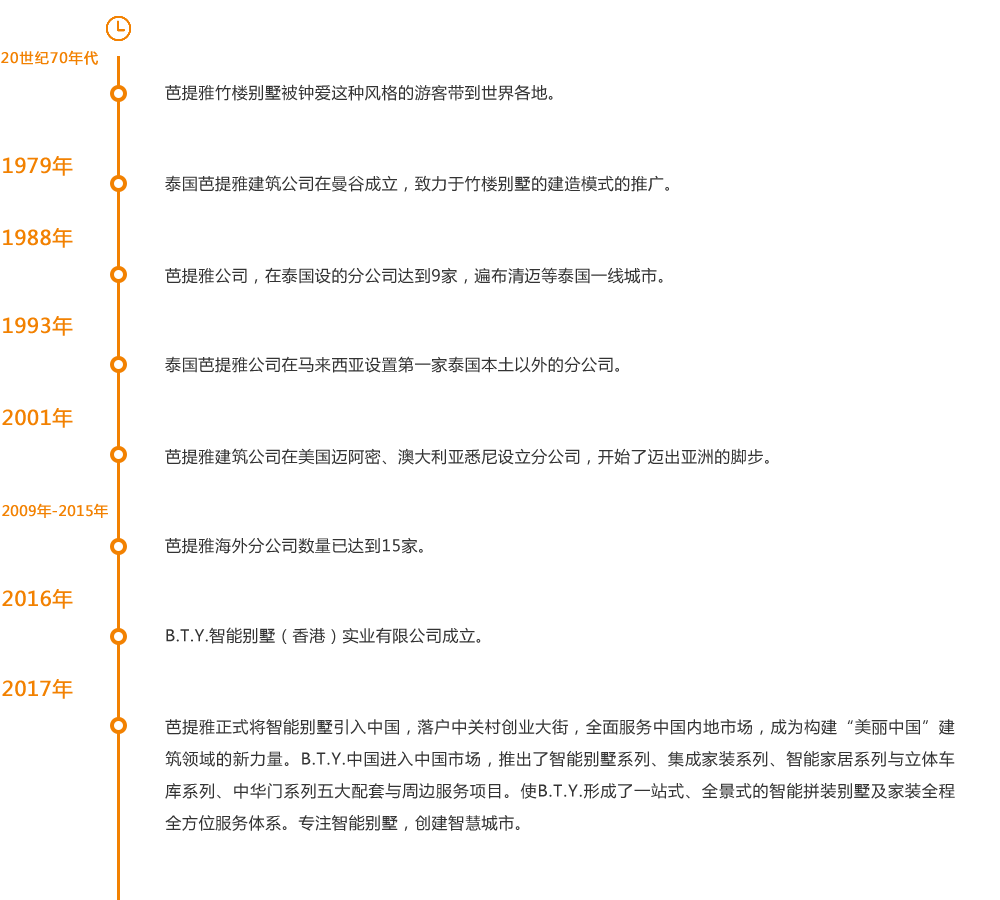 20世纪70年代
芭提雅竹楼别墅被钟爱这种风格的游客带到世界各地。
1979年
泰国芭提雅建筑公司在曼谷成立，致力于竹楼别墅的建造模式的推广。
1988年
芭提雅公司，在泰国设的分公司达到9家，遍布清迈等泰国一线城市。
1993年
泰国芭提雅公司在马来西亚设置第一家泰国本土以外的分公司。
2001年
芭提雅建筑公司在美国迈阿密、澳大利亚悉尼设立分公司，开始了迈出亚洲的脚步。
2009年-2015年
芭提雅海外分公司数量已达到15家。
2016年
B.T.Y.智能别墅（香港）实业有限公司成立。
2017年
芭提雅正式将智能别墅引入中国，落户中关村创业大街，全面服务中国内地市场，成为构建“美丽中国”建
筑领域的新力量。B.T.Y.中国进入中国市场，推出了智能别墅系列、集成家装系列、智能家居系列与立体车
库系列、中华门系列五大配套与周边服务项目。使B.T.Y.形成了一站式、全景式的智能拼装别墅及家装全程
全方位服务体系。专注智能别墅，创建智慧城市。